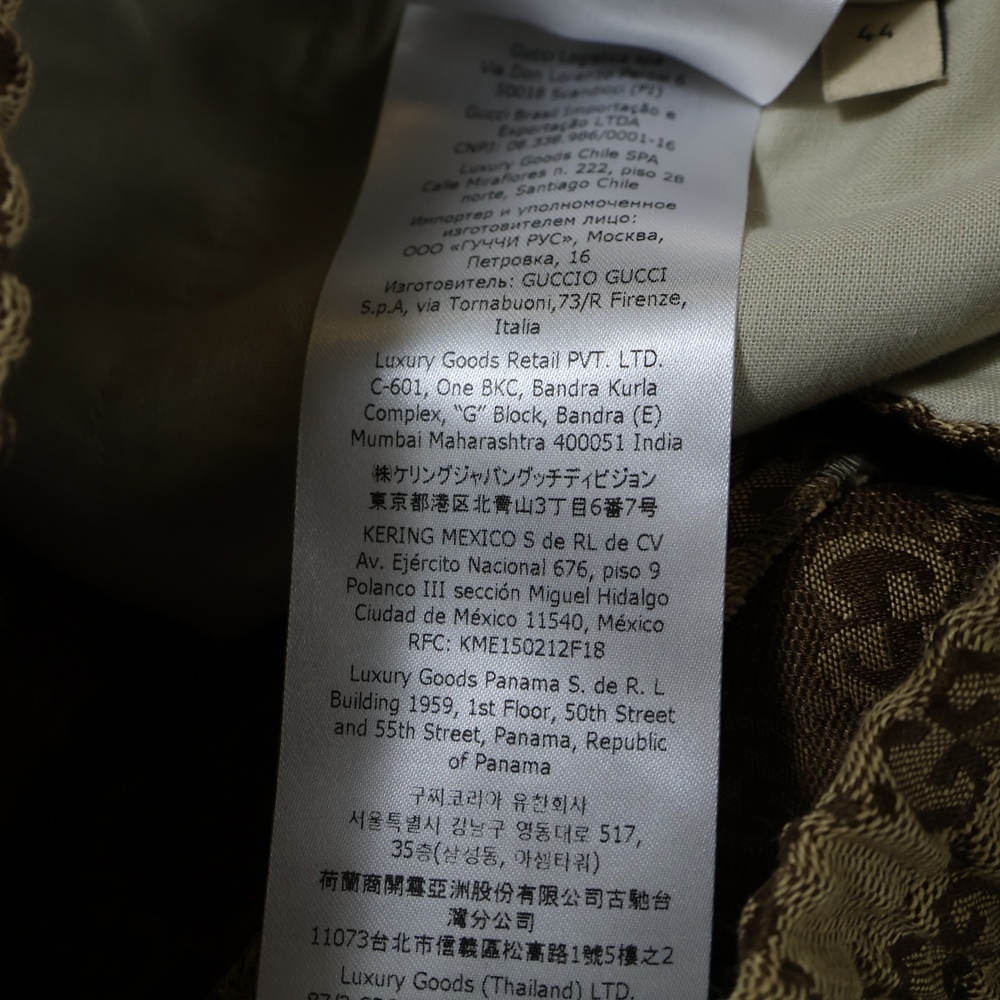 44
Gucci Logistica
Via Don Lorenzo Perosi 6
50018 Scandicci (FI)
Gucci Brasil Importação e
Exportação LTDA
CNPJ: 08.338.986/0001-16
Luxury Goods Chile SPA
Calle Miraflores n. 222, piso 28
norte, Santiago Chile
Импортер и уполномоченное
изготовителем лицо:
ООО «ГУЧЧИ РУС», Москва,
Петровка, 16
Изготовитель: GUCCIO GUCCI
S.p.A, via Tornabuoni,73/R Firenze,
Italia
Luxury Goods Retail PVT. LTD.
C-601, One BKC, Bandra Kurla
Complex, “G” Block, Bandra (E)
Mumbai Maharashtra 400051 India
㈱ケリングジャパングッチディビジョン
東京都港区北青山3丁目6番7号
KERING MEXICO S de RL de CV
Av. Ejército Nacional 676, piso 9
Polanco III sección Miguel Hidalgo
Ciudad de México 11540, México
RFC: KME150212F18
Luxury Goods Panama S. de R. L
Building 1959, 1st Floor, 50th Street
and 55th Street, Panama, Republic
of Panama
구찌코리아 유한회사
서울특별시 강남구 영동대로 517,
35층(삼성동, 아셈타워)
荷蘭商開雲亞洲股份有限公司古馳台
灣分公司
11073台北市信義區松高路1號5樓之2
Luxury Goods (Thailand) LTD.